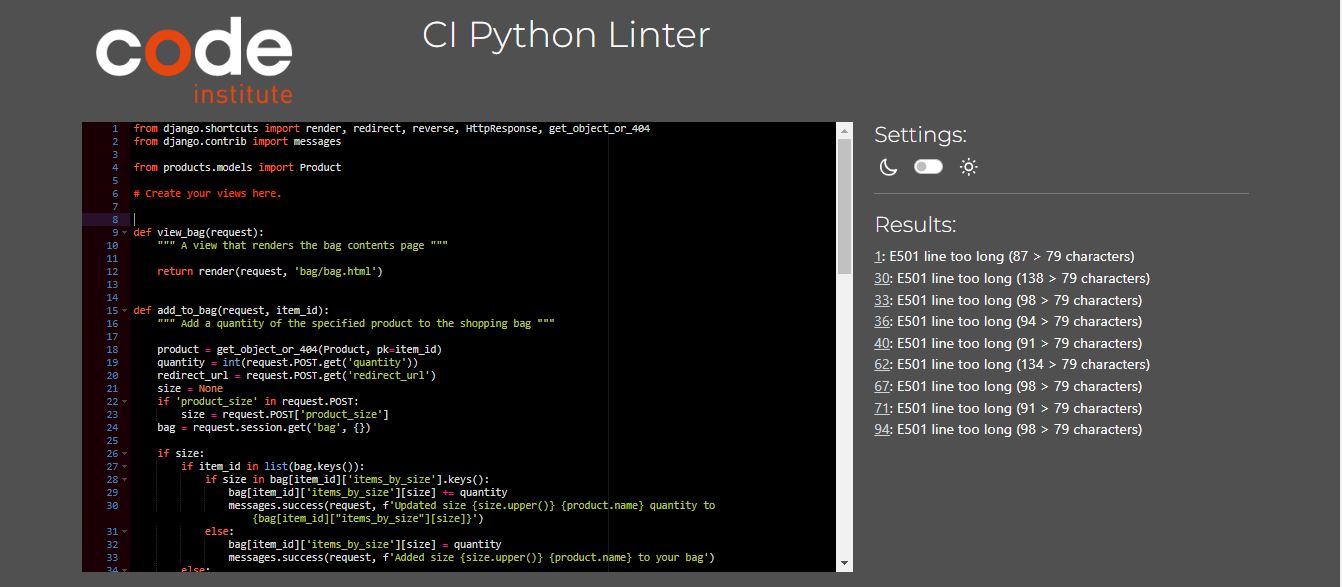 code
institute
CI Python Linter
1 from django.shortcuts import render, redirect, reverse, HttpResponse, get_object_or_404
2 from django.contrib import messages
3
4 from products.models import Product
5
6 # Create your views here.
7
8
9 def view_bag(request):
10     """ A view that renders the bag contents page """
11
12     return render(request, 'bag/bag.html')
13
14
15 def add_to_bag(request, item_id):
16     """ Add a quantity of the specified product to the shopping bag """
17
18     product = get_object_or_404(Product, pk=item_id)
19     quantity = int(request.POST.get('quantity'))
20     redirect_url = request.POST.get('redirect_url')
21     size = None
22     if 'product_size' in request.POST:
23         size = request.POST['product_size']
24     bag = request.session.get('bag', {})
25
26     if size:
27         if item_id in list(bag.keys()):
28             if size in bag[item_id]['items_by_size'].keys():
29                 bag[item_id]['items_by_size'][size] += quantity
30                 messages.success(request, f'Updated size {size.upper()} {product.name} quantity to
{bag[item_id]["items_by_size"][size]}')
31             else:
32                 bag[item_id]['items_by_size'][size] = quantity
33                 messages.success(request, f'Added size {size.upper()} {product.name} to your bag')
34         else:
Settings:
Results:
1: E501 line too long (87 > 79 characters)
30: E501 line too long (138 > 79 characters)
33: E501 line too long (98 > 79 characters)
36: E501 line too long (94 > 79 characters)
40: E501 line too long (91 > 79 characters)
62: E501 line too long (134 > 79 characters)
67: E501 line too long (98 > 79 characters)
71: E501 line too long (91 > 79 characters)
94: E501 line too long (98 > 79 characters)